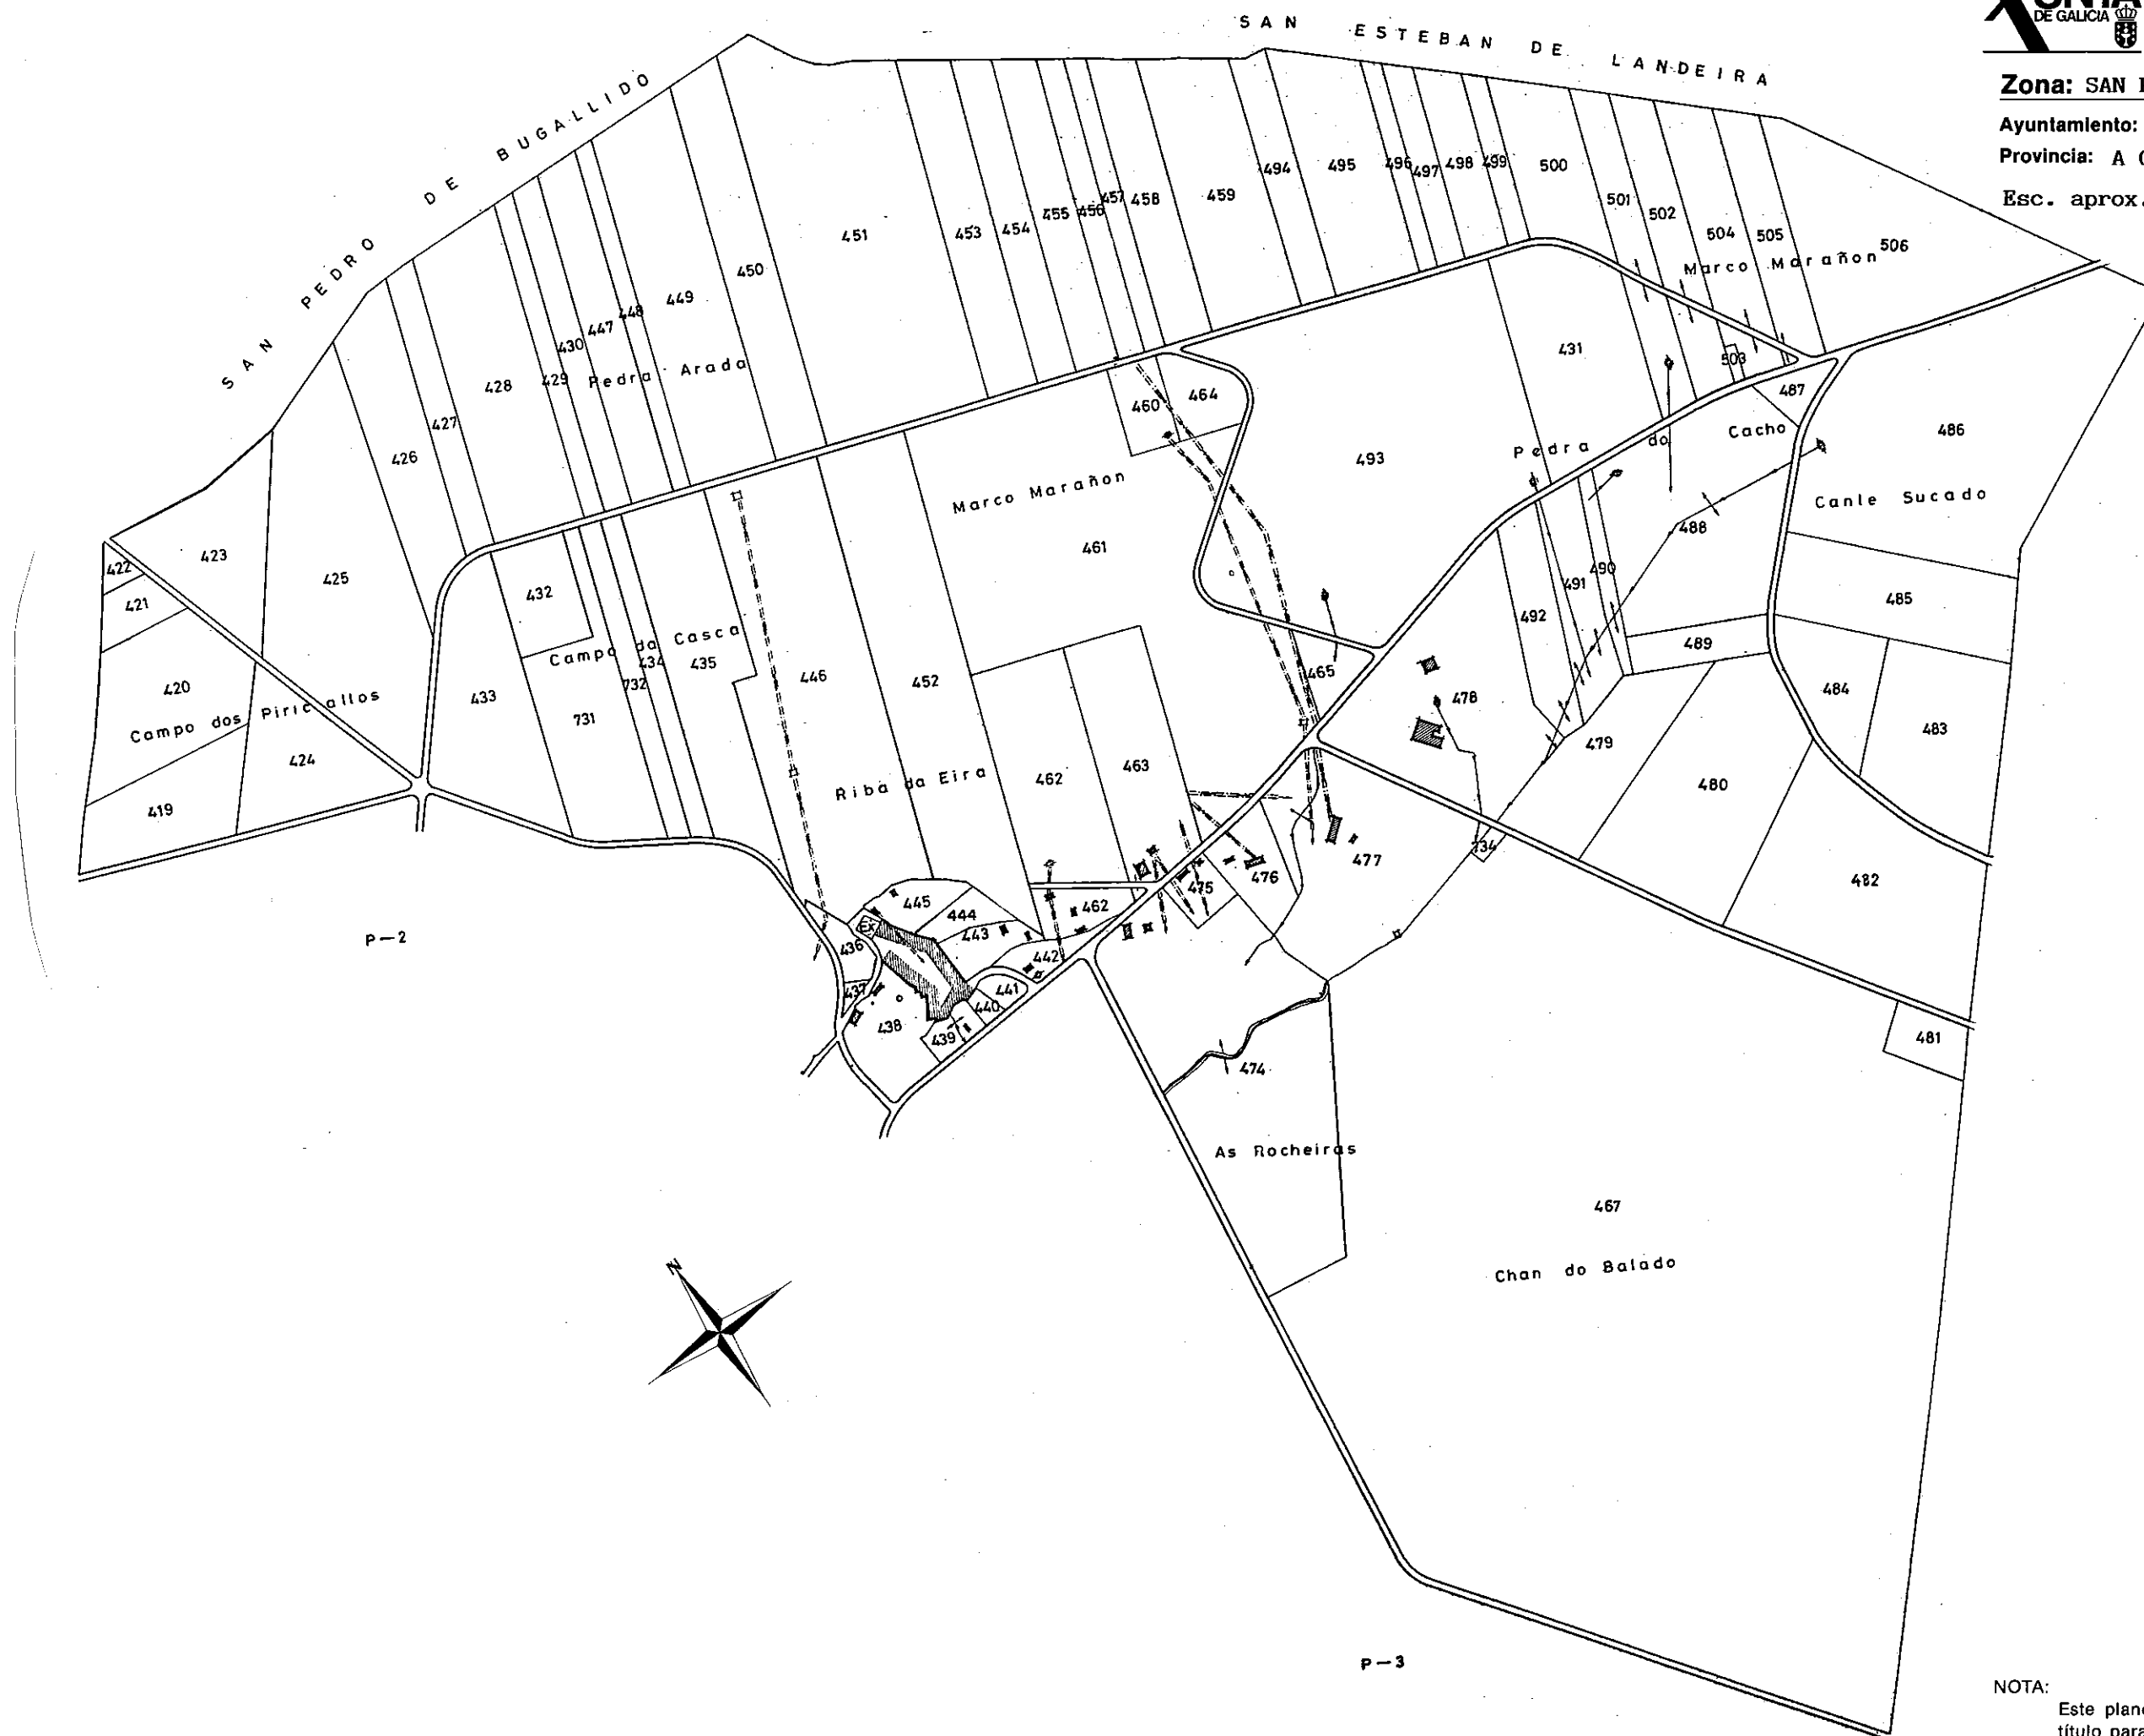 SAN ESTEBAN DE LANDEIRA
SAN PEDRO DE BUGALLIDO
DE GALICIA
Zona: SAN
Ayuntamiento:
Provincia: A
Esc. aprox.
494 495 496 497 498 499 500
451 453 454 455 456 457 458 459
501 502 504 505 506
Marco Marañon
447 448 449 450
430
428 429 Pedra Arada
427
426
431
503
487
460 464
493
Pedra do Cacho
486
Marco Marañon
Canle Sucado
461
488
422 423
421
425
432
491 490
485
492
489
Campo da Casca
434 435
732
446 452
465
420
Campo dos Piricallos
433
731
478
484
483
479
480
424
419
Riba da Eira
462 463
477
734
475 476
482
445
444
462
443
442
Ex
436
P-2
437
438
439
440
441
481
474
As Rocheiras
467
Chan do Balado
N
P-3
NOTA:
Este plano
título para